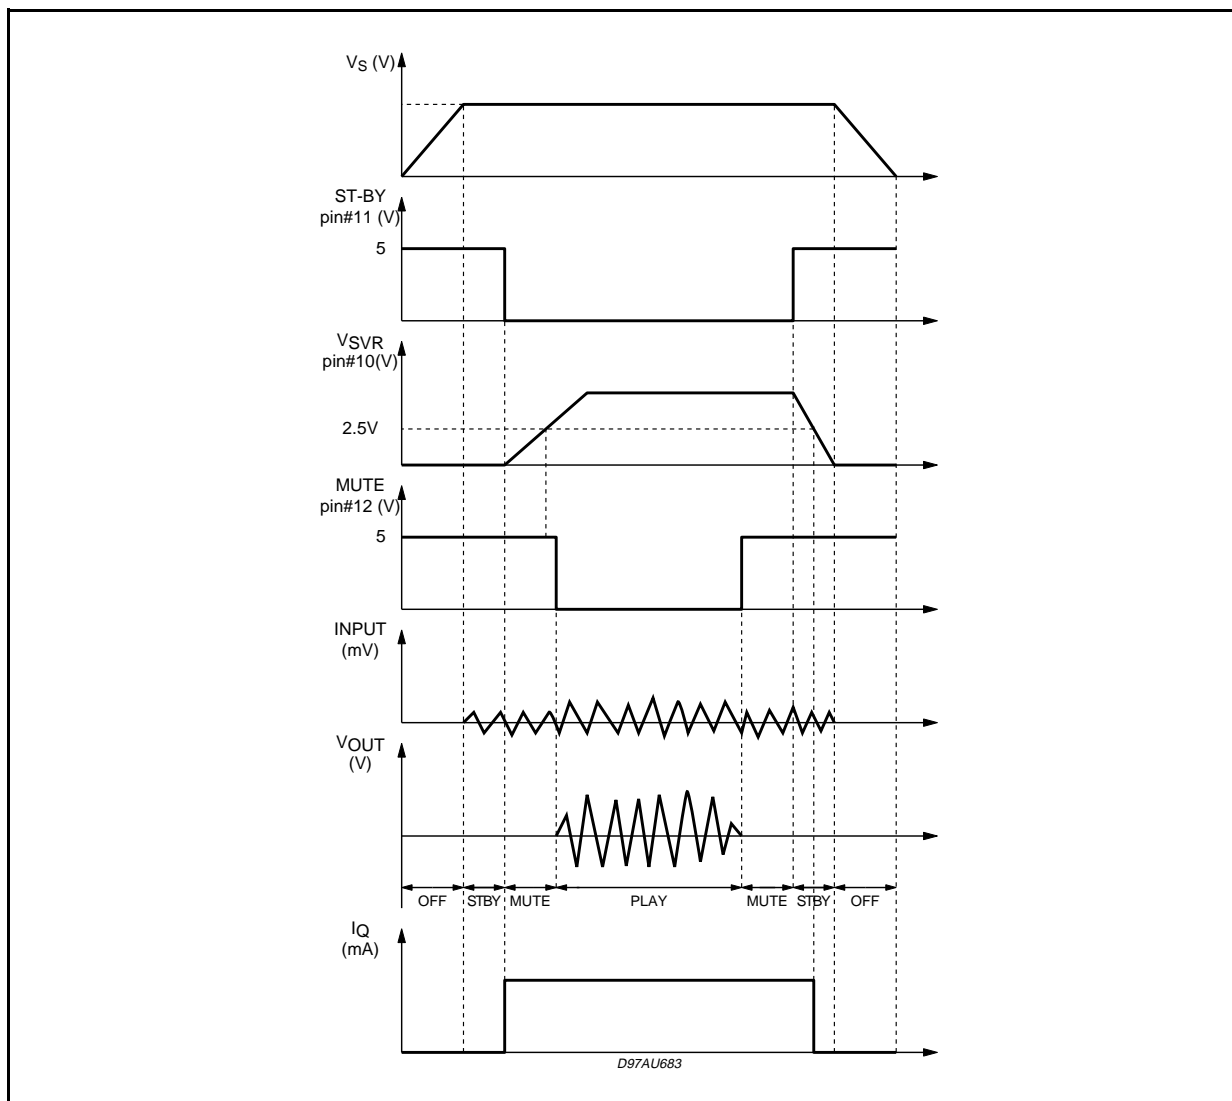 VS (V)
ST-BY
pin#11 (V)
5
VSVR
pin#10(V)
2.5V
MUTE
pin#12 (V)
5
INPUT
(mV)
VOUT
(V)
OFF STBY MUTE PLAY MUTE STBY OFF
IQ
(mA)
D97AU683